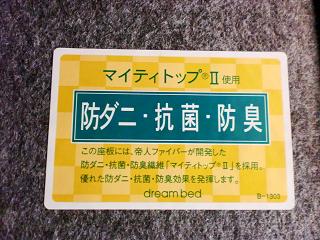 マイティトップ®Ⅱ使用
防ダニ・抗菌・防臭
この座板には、帝人ファイバーが開発した
防ダニ・抗菌・防臭繊維「マイティトップ®Ⅱ」を採用。
優れた防ダニ・抗菌・防臭効果を発揮します。
dream bed
B-1303